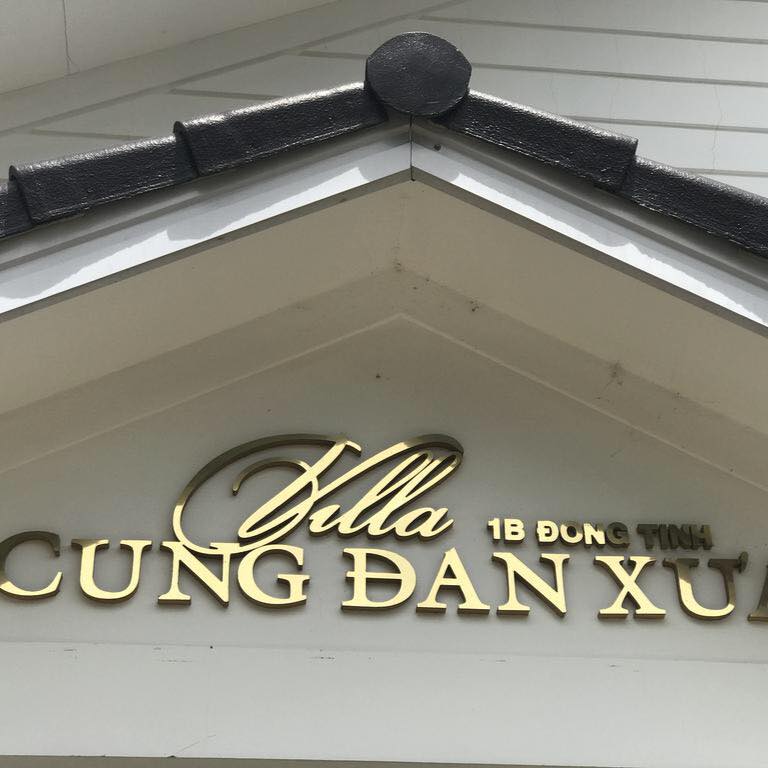 Villa
1B ĐONG TINH
CUNG ĐAN XƯA